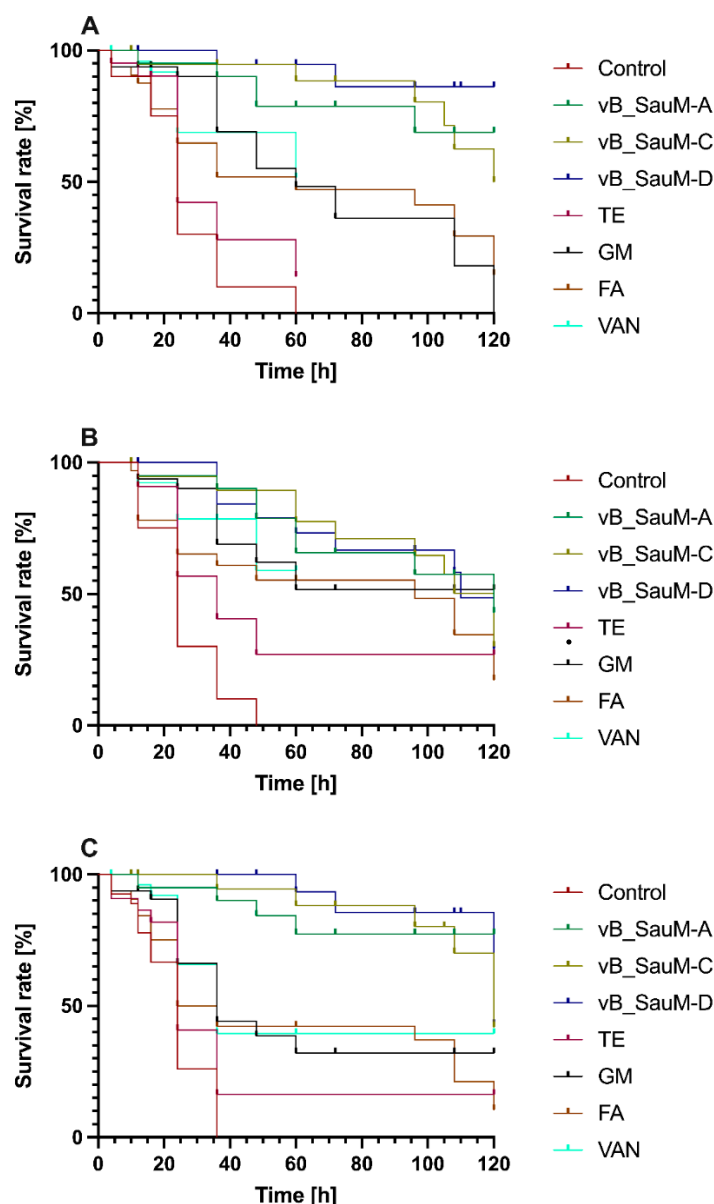 A
Survival rate [%]
100
50
0
0 20 40 60 80 100 120
Time [h]
Control
vB_SauM-A
vB_SauM-C
vB_SauM-D
TE
GM
FA
VAN
B
Survival rate [%]
100
50
0
0 20 40 60 80 100 120
Time [h]
Control
vB_SauM-A
vB_SauM-C
vB_SauM-D
TE
GM
FA
VAN
C
Survival rate [%]
100
50
0
0 20 40 60 80 100 120
Time [h]
Control
vB_SauM-A
vB_SauM-C
vB_SauM-D
TE
GM
FA
VAN